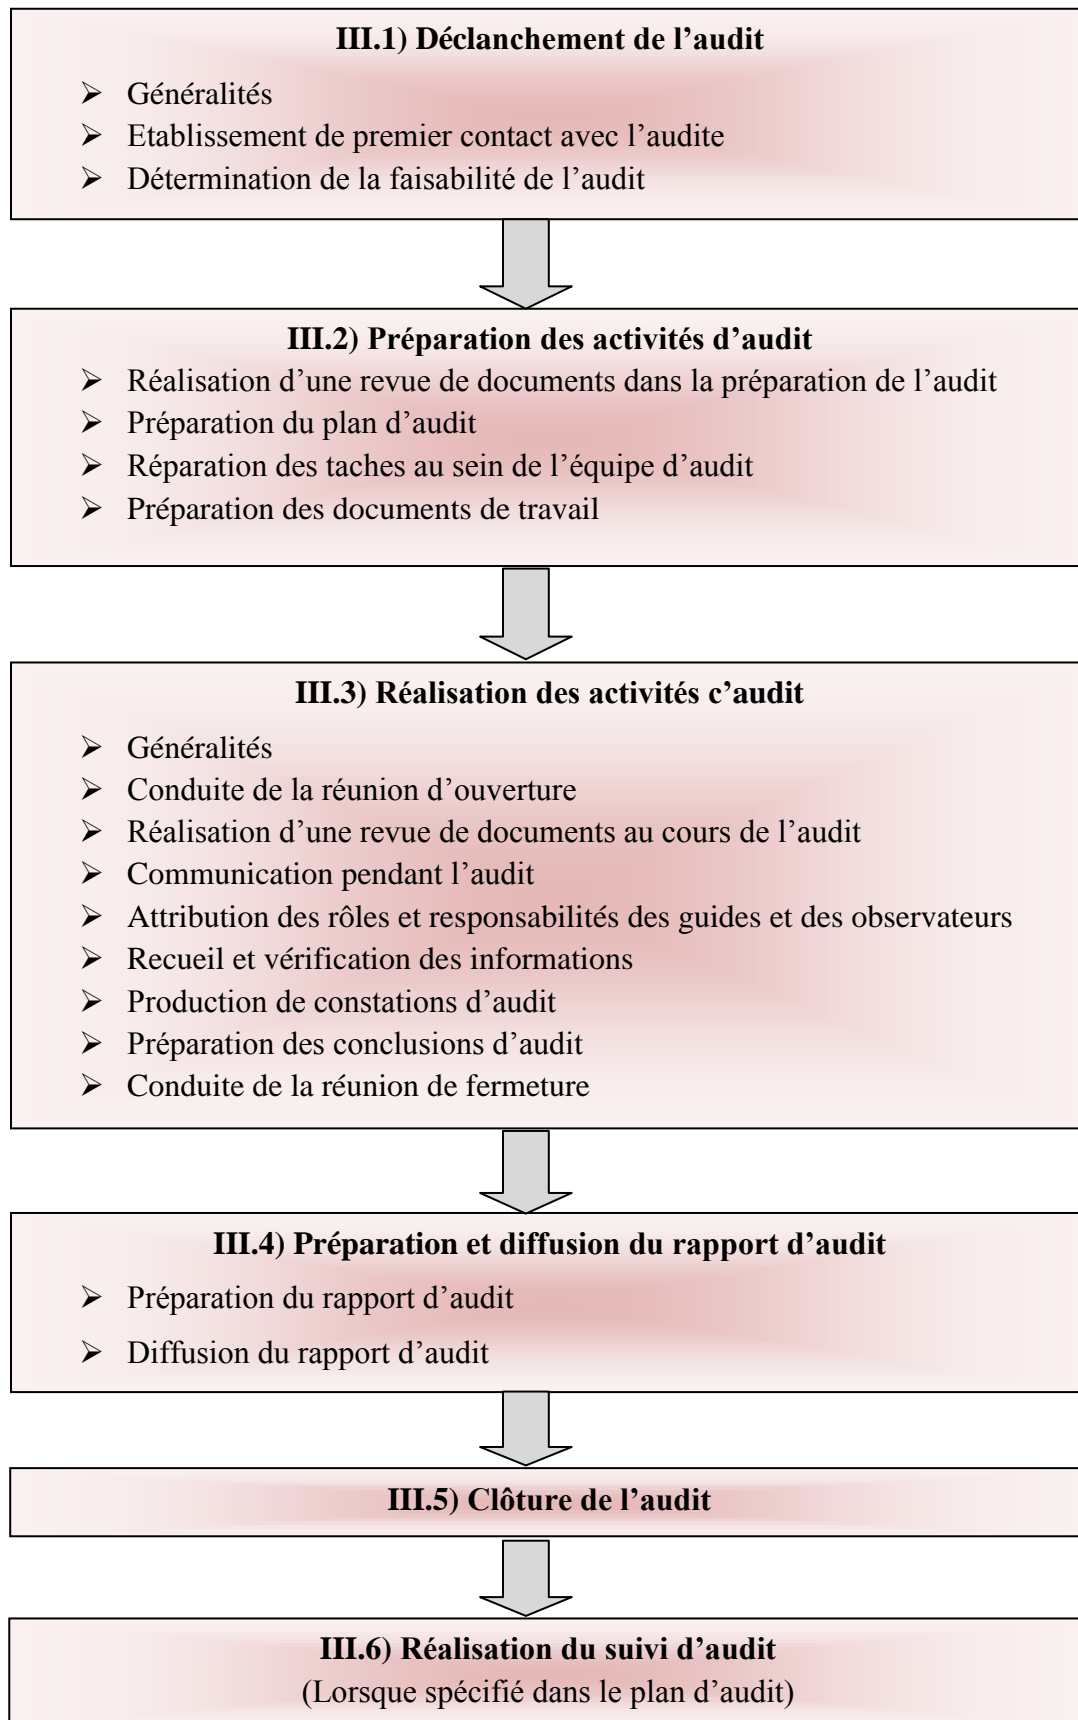 III.1) Déclanchement de l’audit
➢ Généralités
➢ Etablissement de premier contact avec l’audite
➢ Détermination de la faisabilité de l’audit
III.2) Préparation des activités d’audit
➢ Réalisation d’une revue de documents dans la préparation de l’audit
➢ Préparation du plan d’audit
➢ Réparation des taches au sein de l’équipe d’audit
➢ Préparation des documents de travail
III.3) Réalisation des activités c’audit
➢ Généralités
➢ Conduite de la réunion d’ouverture
➢ Réalisation d’une revue de documents au cours de l’audit
➢ Communication pendant l’audit
➢ Attribution des rôles et responsabilités des guides et des observateurs
➢ Recueil et vérification des informations
➢ Production de constations d’audit
➢ Préparation des conclusions d’audit
➢ Conduite de la réunion de fermeture
III.4) Préparation et diffusion du rapport d’audit
➢ Préparation du rapport d’audit
➢ Diffusion du rapport d’audit
III.5) Clôture de l’audit
III.6) Réalisation du suivi d’audit
(Lorsque spécifié dans le plan d’audit)